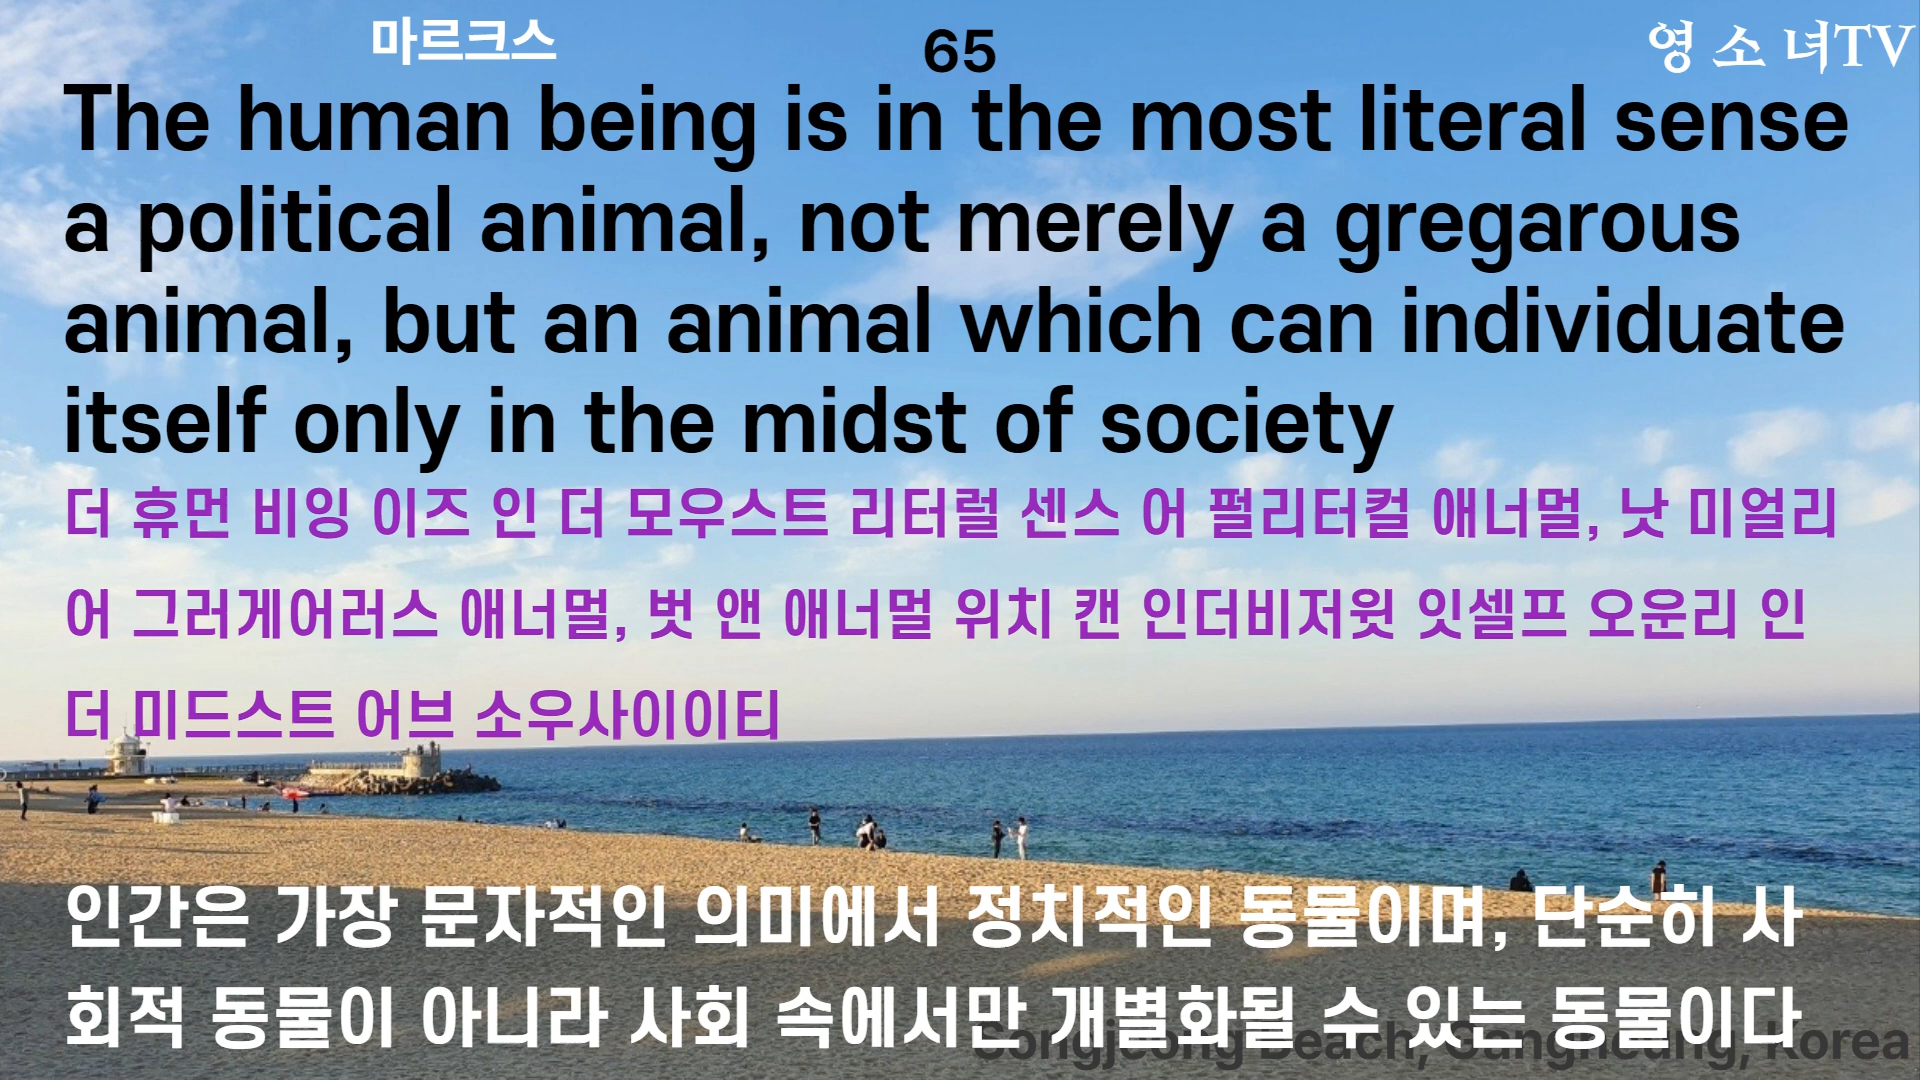 마르크스
65
영소녀TV
The human being is in the most literal sense
a political animal, not merely a gregarous
animal, but an animal which can individuate
itself only in the midst of society
더 휴먼 비잉 이즈 인 더 모우스트 리터럴 센스 어 펄리터컬 애너멀, 낫 미얼리
어 그러게어러스 애너멀, 벗 앤 애너멀 위치 캔 인더비저윗 잇셀프 오운리 인
더 미드스트 어브 소우사이이티
인간은 가장 문자적인 의미에서 정치적인 동물이며, 단순히 사
회적 동물이 아니라 사회 속에서만 개별화될 수 있는 동물이다
Songjeong Beach, Gangneung, Korea